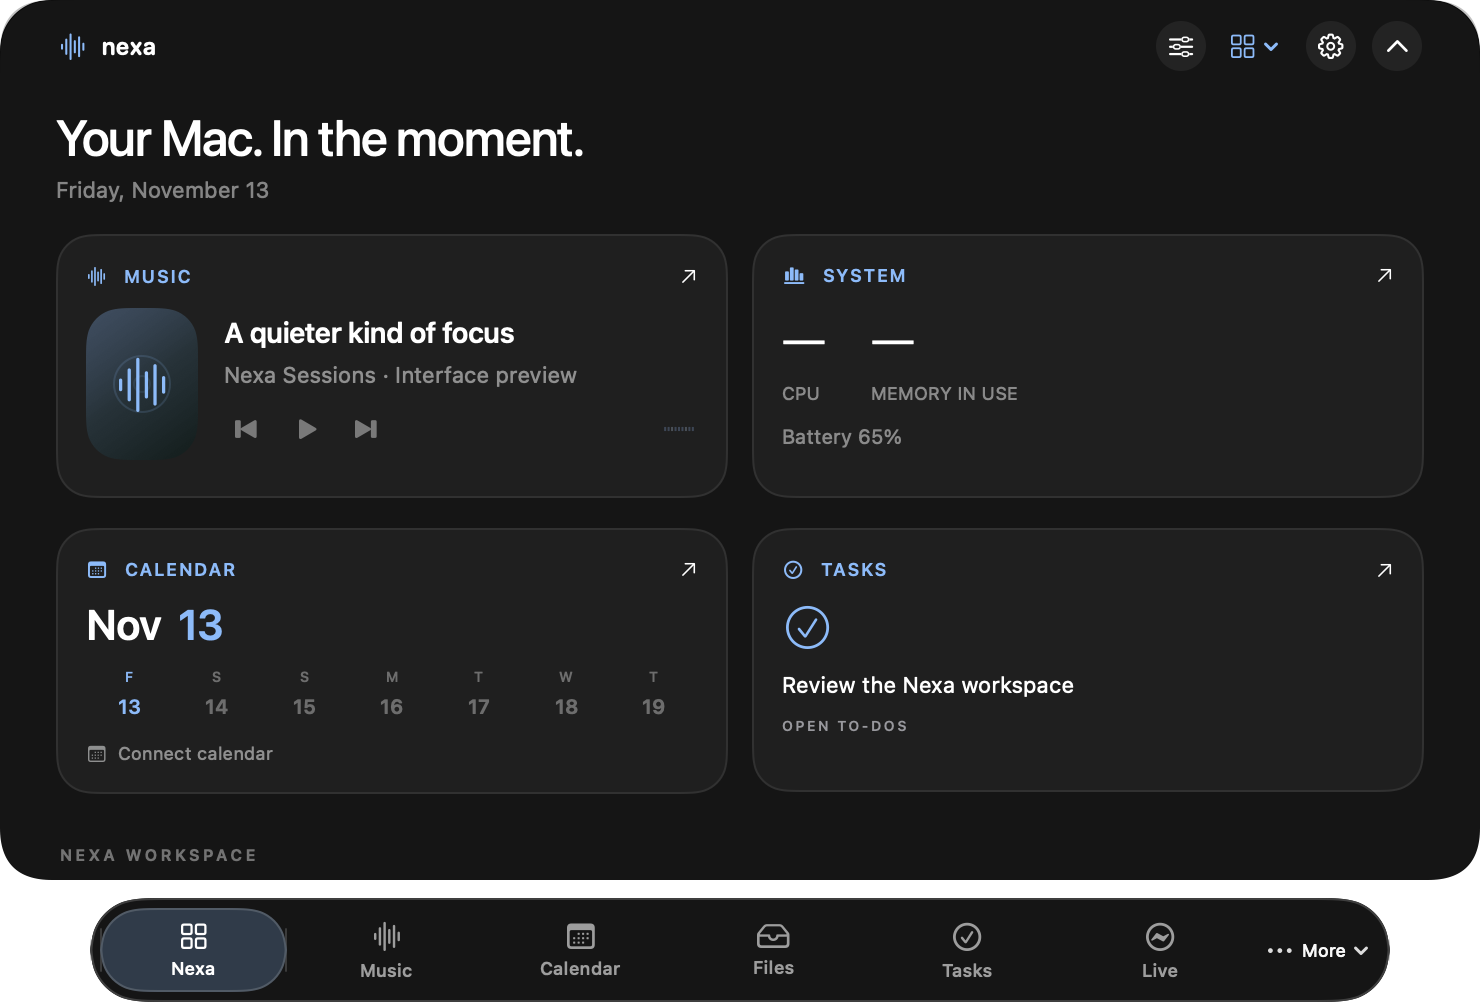 nexa
Your Mac. In the moment.
Friday, November 13
MUSIC
A quieter kind of focus
Nexa Sessions · Interface preview
SYSTEM
— —
CPU MEMORY IN USE
Battery 65%
CALENDAR
Nov 13
F S S M T W T
13 14 15 16 17 18 19
Connect calendar
TASKS
Review the Nexa workspace
OPEN TO-DOS
NEXA WORKSPACE
Nexa Music Calendar Files Tasks Live ••• More